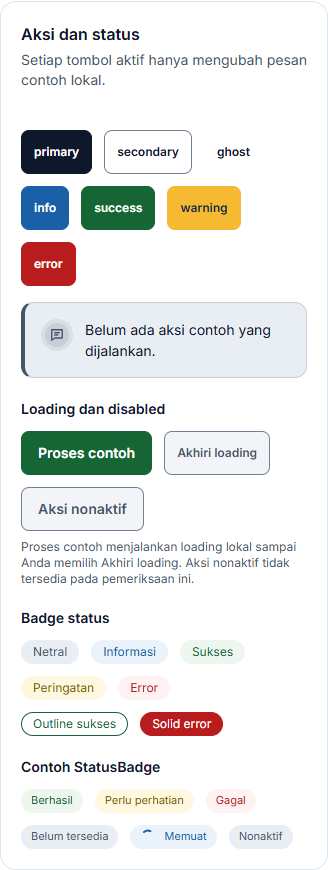 Aksi dan status
Setiap tombol aktif hanya mengubah pesan
contoh lokal.
primary
secondary
ghost
info
success
warning
error
Belum ada aksi contoh yang
dijalankan.
Loading dan disabled
Proses contoh
Akhiri loading
Aksi nonaktif
Proses contoh menjalankan loading lokal sampai
Anda memilih Akhiri loading. Aksi nonaktif tidak
tersedia pada pemeriksaan ini.
Badge status
Netral
Informasi
Sukses
Peringatan
Error
Outline sukses
Solid error
Contoh StatusBadge
Berhasil
Perlu perhatian
Gagal
Belum tersedia
Memuat
Nonaktif